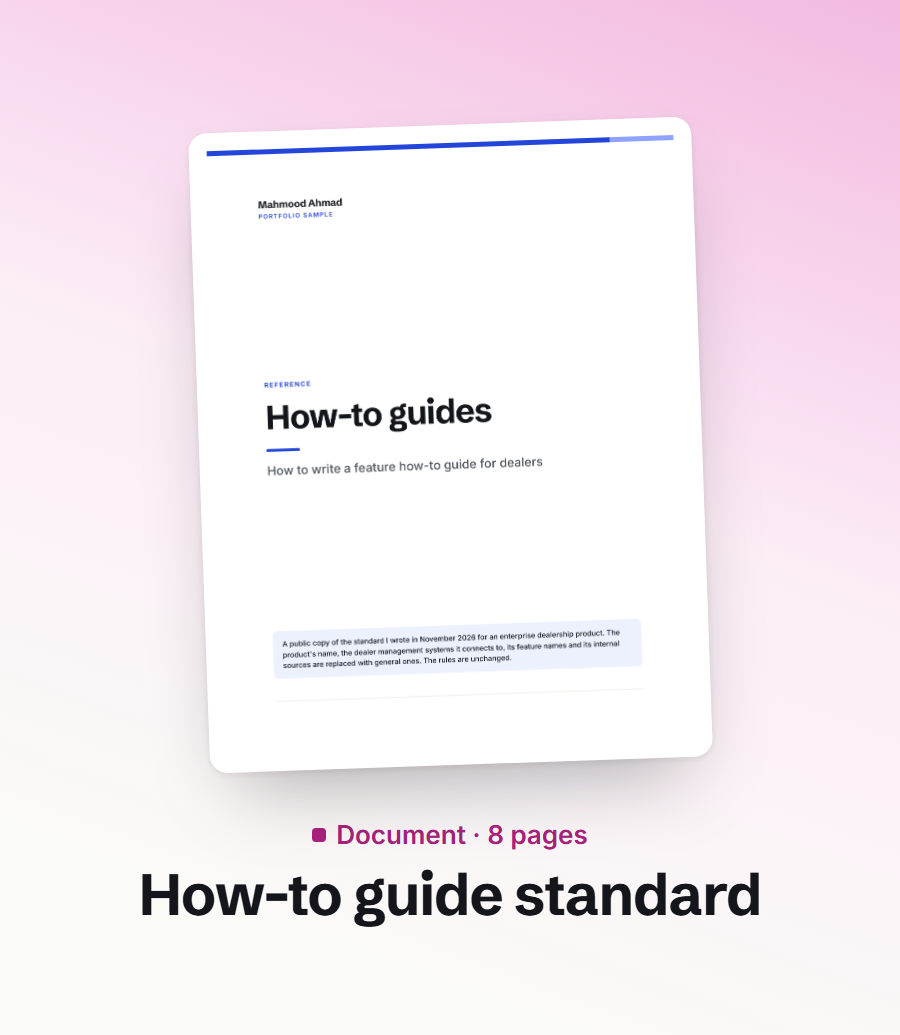 Mahmood Ahmad
PORTFOLIO SAMPLE
REFERENCE
How-to guides
How to write a feature how-to guide for dealers
A public copy of the standard I wrote in November 2026 for an enterprise dealership product. The
product's name, the dealer management systems it connects to, its feature names and its internal
sources are replaced with general ones. The rules are unchanged.
Document · 8 pages
How-to guide standard